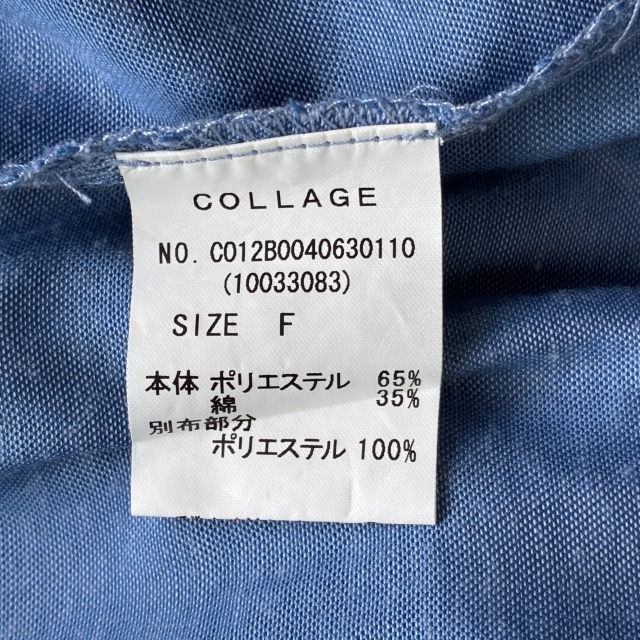 COLLAGE
NO. C012B0040630110
(10033083)
SIZE F
本体 ポリエステル 65%
綿 35%
別布部分
ポリエステル 100%